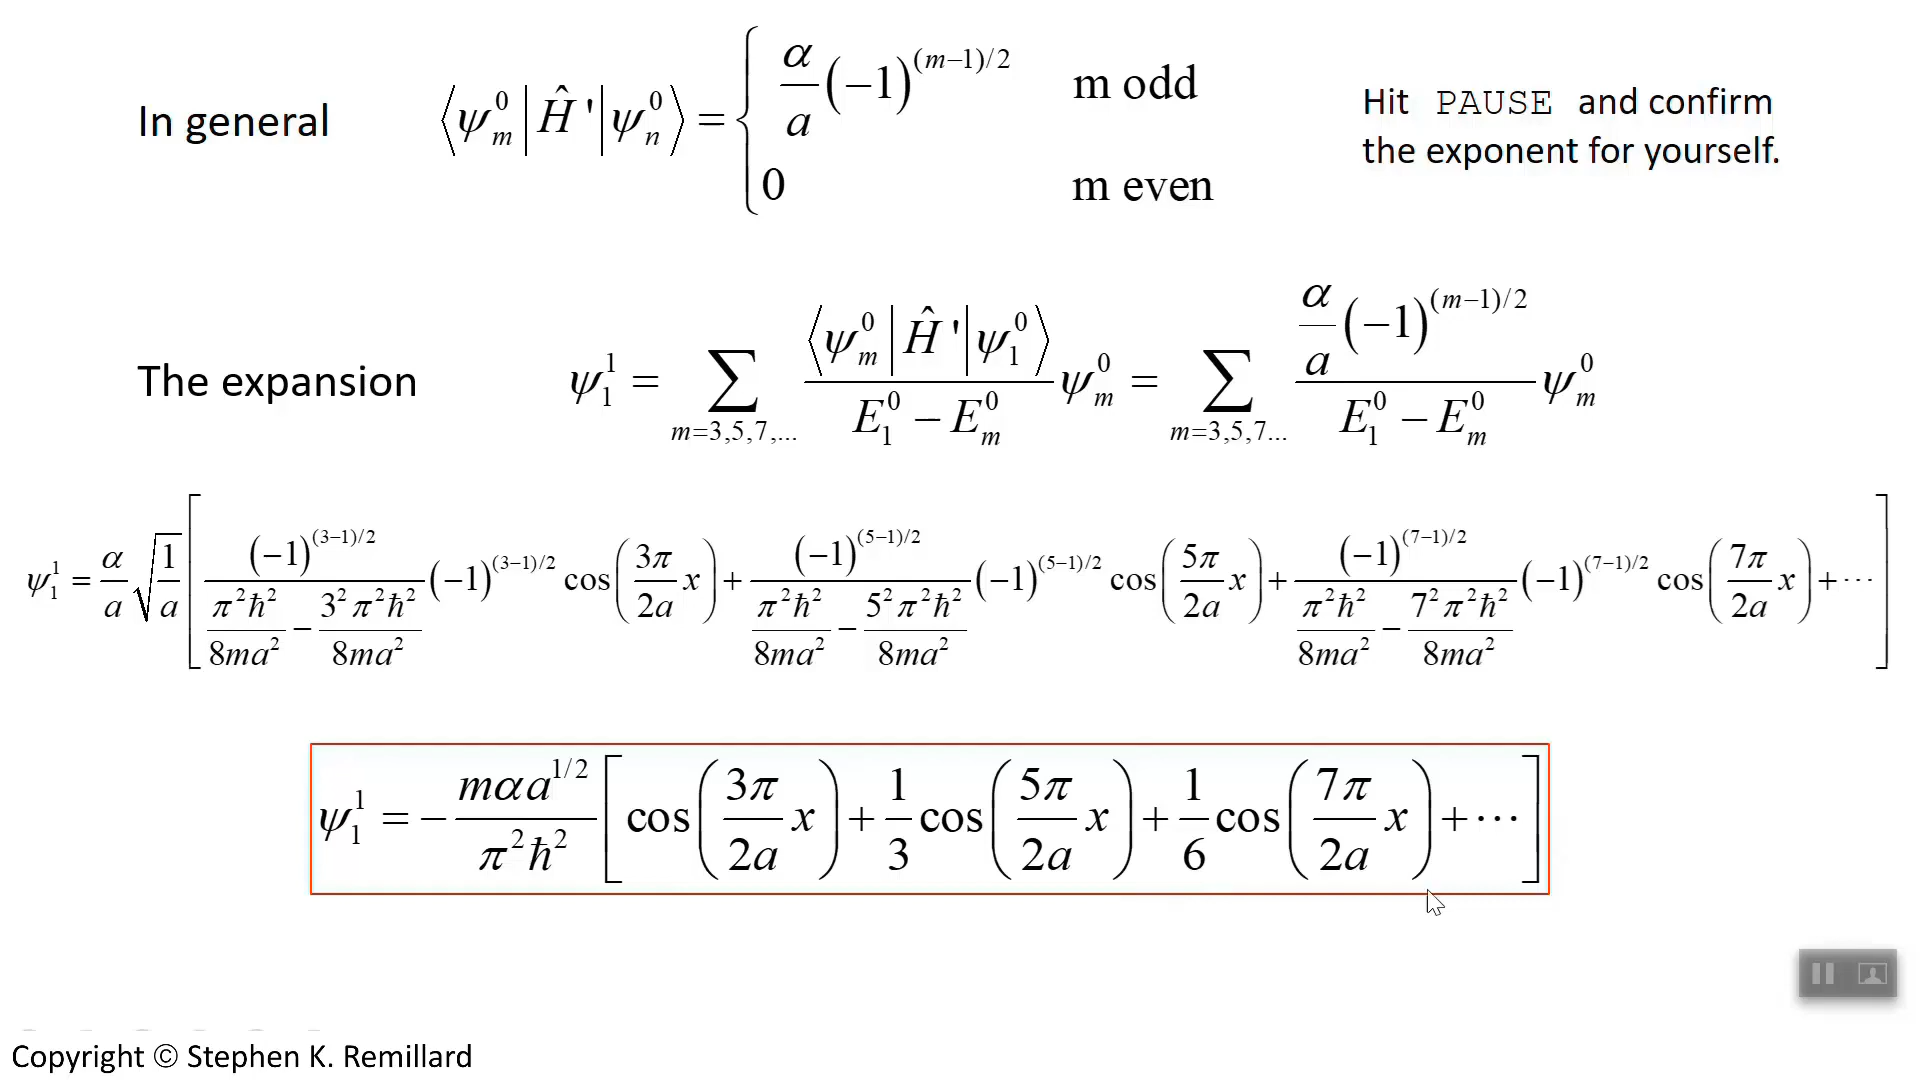 In general ⟨ψ_m^0|Ĥ'|ψ_n^0⟩ = { (α/a)(−1)^{(m−1)/2} m odd
0 m even
Hit PAUSE and confirm
the exponent for yourself.
The expansion ψ_1^1 = ∑_{m=3,5,7,...} (⟨ψ_m^0|Ĥ'|ψ_1^0⟩ / (E_1^0 − E_m^0)) ψ_m^0 = ∑_{m=3,5,7...} ((α/a)(−1)^{(m−1)/2} / (E_1^0 − E_m^0)) ψ_m^0
ψ_1^1 = (α/a) √(1/a) [ ((−1)^{(3−1)/2} / (π²ħ²/8ma² − 3²π²ħ²/8ma²)) (−1)^{(3−1)/2} cos(3π/2a x) + ((−1)^{(5−1)/2} / (π²ħ²/8ma² − 5²π²ħ²/8ma²)) (−1)^{(5−1)/2} cos(5π/2a x) + ((−1)^{(7−1)/2} / (π²ħ²/8ma² − 7²π²ħ²/8ma²)) (−1)^{(7−1)/2} cos(7π/2a x) + ⋯ ]
ψ_1^1 = − (mαa^{1/2} / π²ħ²) [ cos(3π/2a x) + 1/3 cos(5π/2a x) + 1/6 cos(7π/2a x) + ⋯ ]
Copyright © Stephen K. Remillard